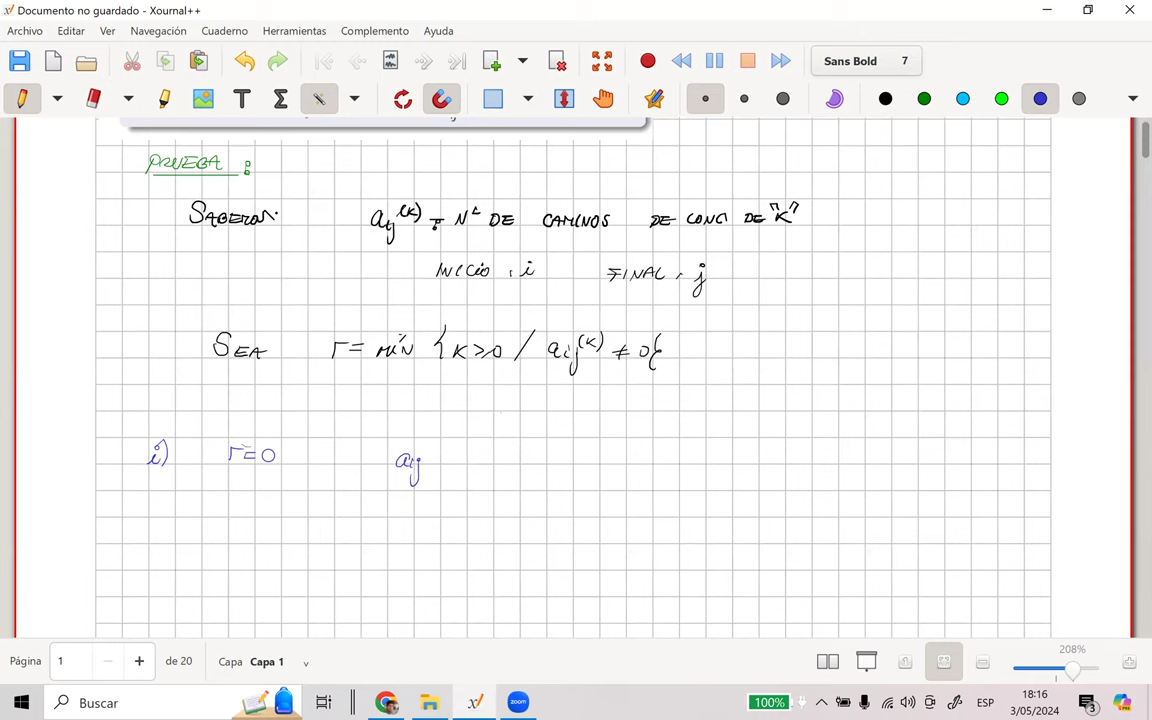 Documento no guardado - Xournal++
Archivo Editar Ver Navegación Cuaderno Herramientas Complemento Ayuda
Sans Bold 7
PRUEBA :
SABEMOS: aij(k) : N° DE CAMINOS DE LONG DE "K"
INICIO : i FINAL : j
SEA r = mín {k>0 / aij(k) ≠ 0}
i) r=0 aij
Página 1 de 20 Capa Capa 1
208%
Buscar
100% ESP 18:16
3/05/2024
3